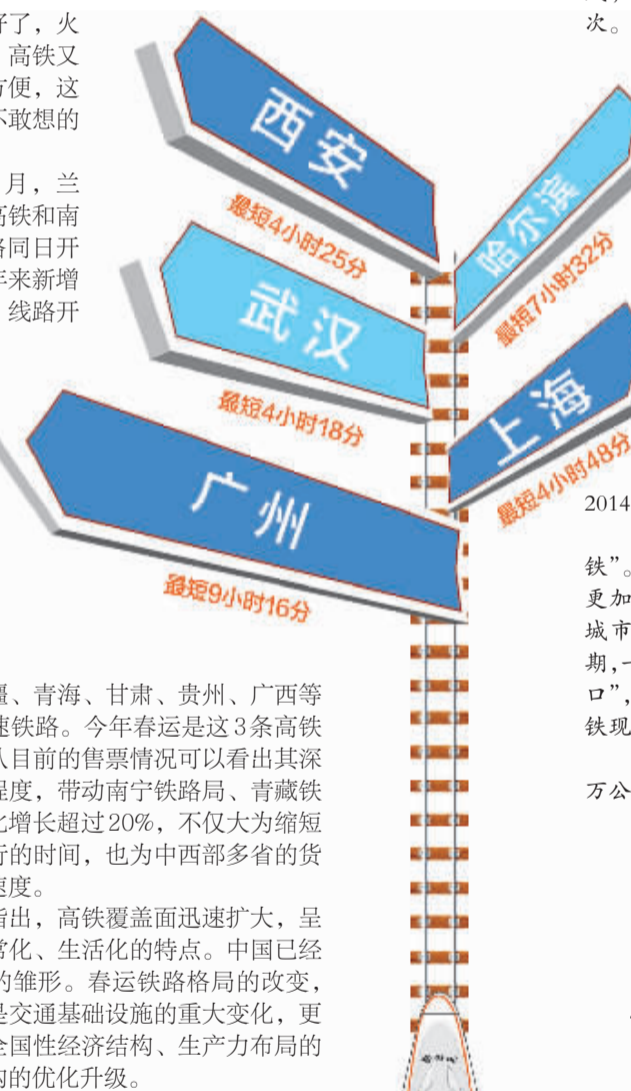 好了，火
高铁又
方便，这
不敢想的
月，兰
高铁和南
路同日开
年来新增
线路开
西安
最短4小时25分
哈尔滨
最短7小时32分
武汉
最短4小时18分
上海
最短4小时48分
广州
最短9小时16分
疆、青海、甘肃、贵州、广西等
速铁路。今年春运是这3条高铁
从目前的售票情况可以看出其深
程度，带动南宁铁路局、青藏铁
比增长超过20%，不仅大为缩短
行的时间，也为中西部多省的货
速度。
指出，高铁覆盖面迅速扩大，呈
常化、生活化的特点。中国已经
的雏形。春运铁路格局的改变，
是交通基础设施的重大变化，更
全国性经济结构、生产力布局的
构的优化升级。
次。
2014
铁”。
更加
城市
期,一
口”，
铁现
万公